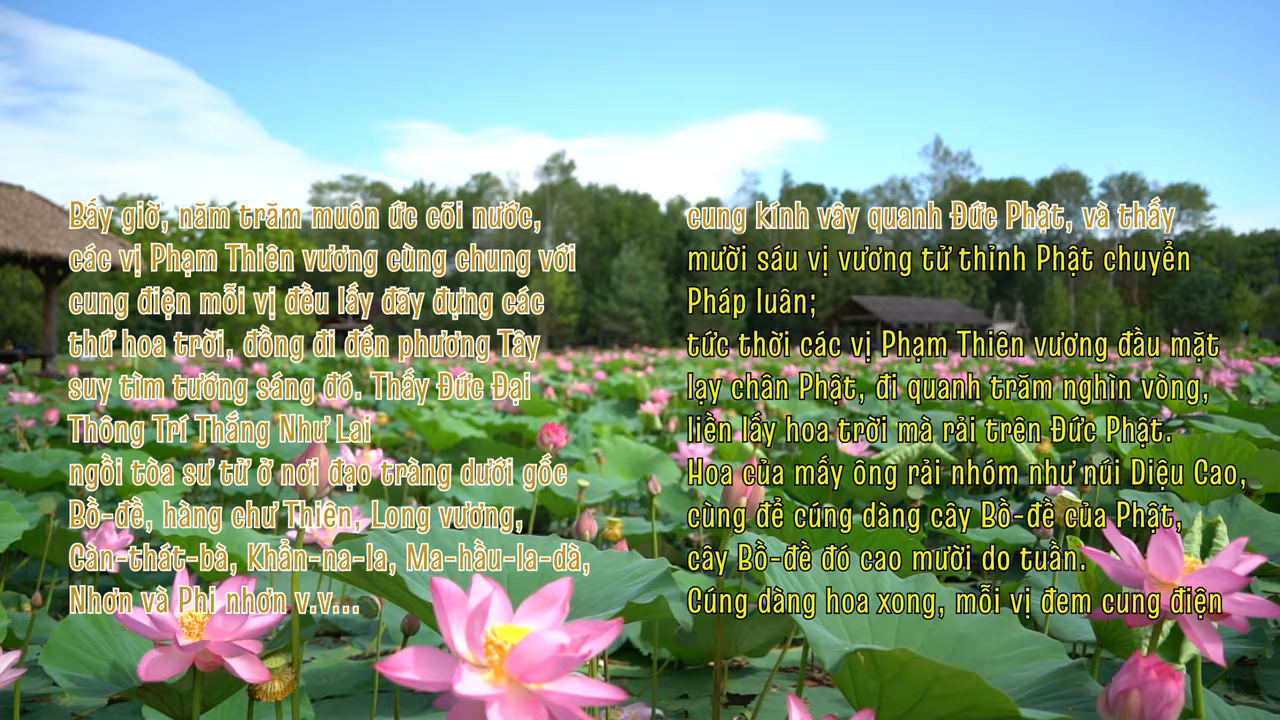 Bấy giờ, năm trăm muôn ức cõi nước,
các vị Phạm Thiên vương cùng chung với
cung điện mỗi vị đều lấy đãy đựng các
thứ hoa trời, đồng đi đến phương Tây
suy tìm tướng sáng đó. Thấy Đức Đại
Thông Trí Thắng Như Lai
ngồi tòa sư tử ở nơi đạo tràng dưới gốc
Bồ-đề, hàng chư Thiên, Long vương,
Càn-thát-bà, Khẩn-na-la, Ma-hầu-la-dà,
Nhơn và Phi nhơn v.v...
cung kính vây quanh Đức Phật, và thấy
mười sáu vị vương tử thỉnh Phật chuyển
Pháp luân;
tức thời các vị Phạm Thiên vương đầu mặt
lạy chân Phật, đi quanh trăm nghìn vòng,
liền lấy hoa trời mà rải trên Đức Phật.
Hoa của mấy ông rải nhóm như núi Diệu Cao,
cùng để cúng dàng cây Bồ-đề của Phật,
cây Bồ-đề đó cao mười do tuần.
Cúng dàng hoa xong, mỗi vị đem cung điện